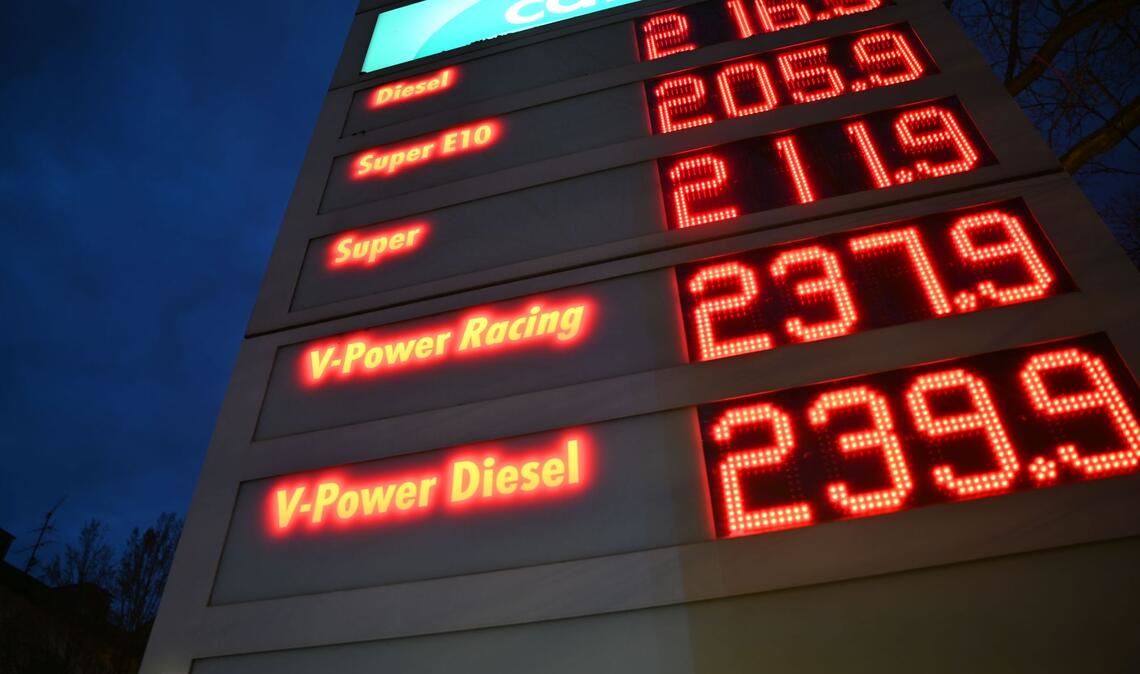 Diesel
Super E10 205.9
Super 211.9
V-Power Racing 237.9
V-Power Diesel 239.9